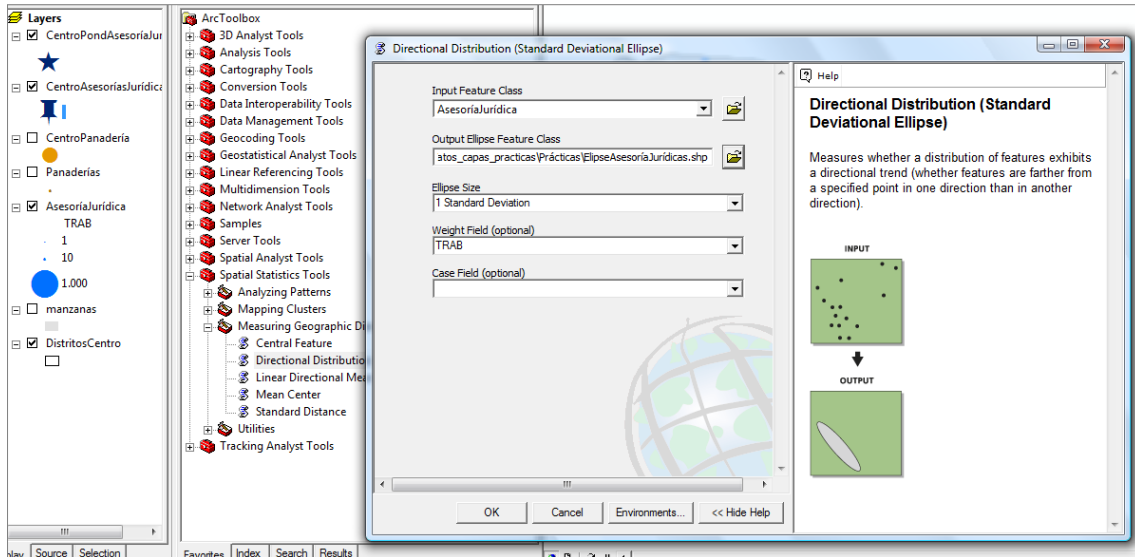 Layers
CentroPondAsesoríaJur
CentroAsesoríasJurídica
CentroPanadería
Panaderías
AsesoríaJurídica
TRAB
1
10
1.000
manzanas
DistritosCentro
Source
Selection
ArcToolbox
3D Analyst Tools
Analysis Tools
Cartography Tools
Conversion Tools
Data Interoperability Tools
Data Management Tools
Geocoding Tools
Geostatistical Analyst Tools
Linear Referencing Tools
Multidimension Tools
Network Analyst Tools
Samples
Server Tools
Spatial Analyst Tools
Spatial Statistics Tools
Analyzing Patterns
Mapping Clusters
Measuring Geographic Di
Central Feature
Directional Distributio
Linear Directional Mea
Mean Center
Standard Distance
Utilities
Tracking Analyst Tools
Favorites
Index
Search
Results
Directional Distribution (Standard Deviational Ellipse)
Input Feature Class
AsesoríaJurídica
Output Ellipse Feature Class
atos_capas_practicas\Prácticas\ElipseAsesoríaJurídicas.shp
Ellipse Size
1 Standard Deviation
Weight Field (optional)
TRAB
Case Field (optional)
OK
Cancel
Environments...
<< Hide Help
Help
Directional Distribution (Standard
Deviational Ellipse)
Measures whether a distribution of features exhibits
a directional trend (whether features are farther from
a specified point in one direction than in another
direction).
INPUT
OUTPUT